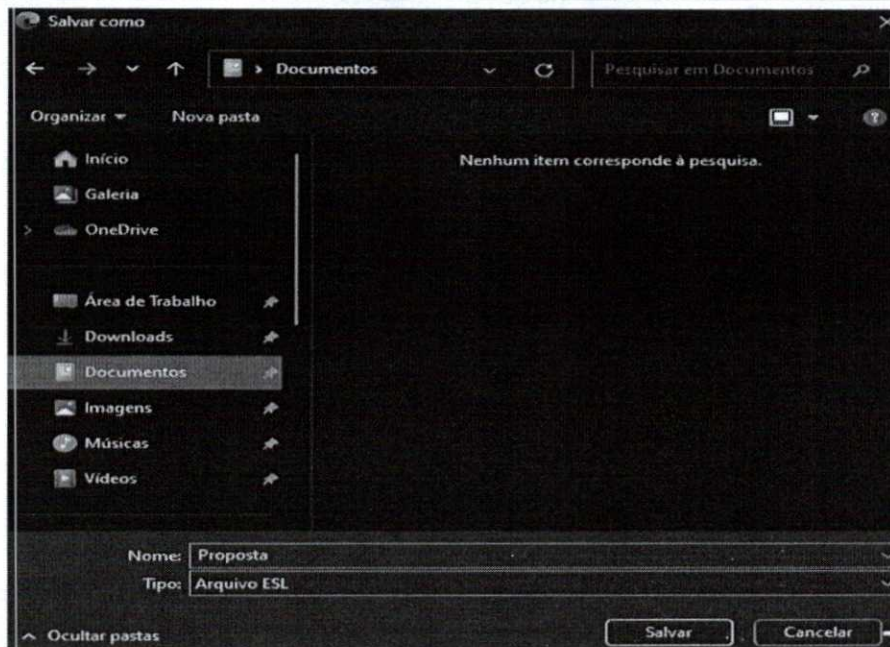 Salvar como
Documentos
Pesquisar em Documentos
Organizar
Nova pasta
Início
Nenhum item corresponde à pesquisa.
Galeria
OneDrive
Área de Trabalho
Downloads
Documentos
Imagens
Músicas
Vídeos
Nome: Proposta
Tipo: Arquivo ESL
Ocultar pastas
Salvar
Cancelar